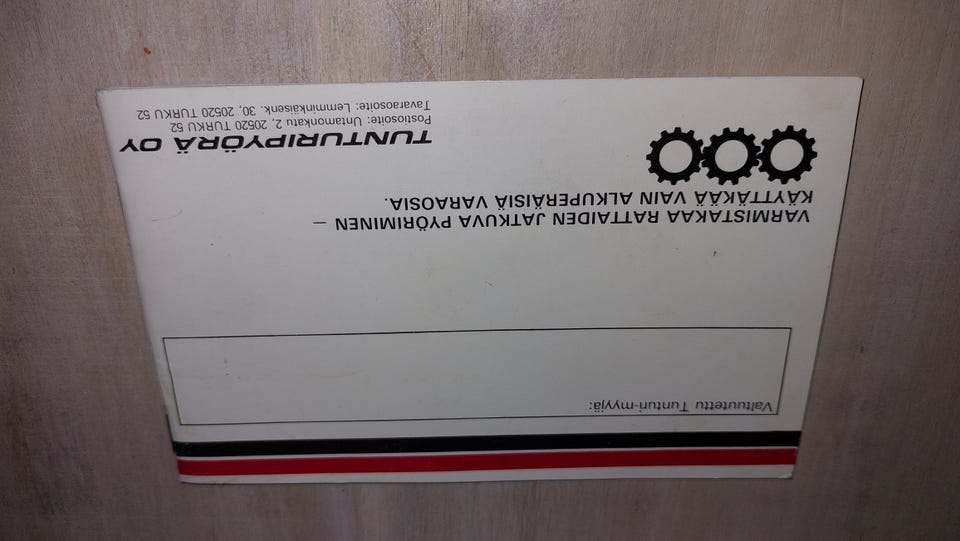 Valtuutettu Tunturi-myyjä:
VARMISTAKAA RATTAIDEN JATKUVA PYÖRIMINEN –
KÄYTTÄKÄÄ VAIN ALKUPERÄISIÄ VARAOSIA.
TUNTURIPYÖRÄ OY
Postiosoite: Untamonkatu 2, 20520 TURKU 52
Tavaraosoite: Lemminkäisenk. 30, 20520 TURKU 52